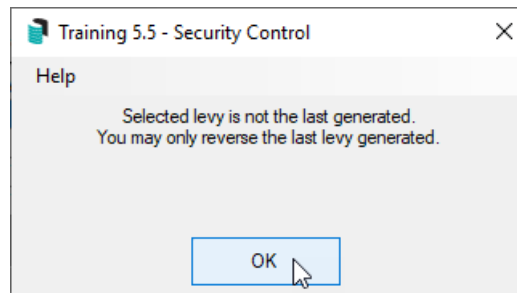 Training 5.5 - Security Control
Help
Selected levy is not the last generated.
You may only reverse the last levy generated.
OK